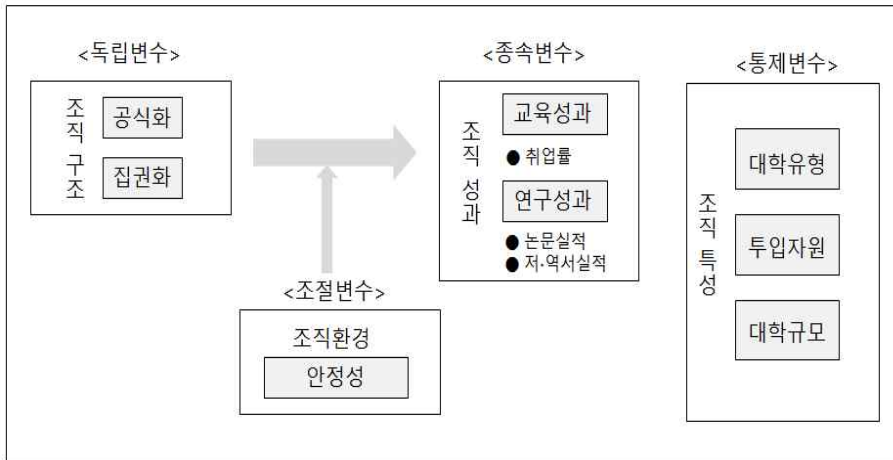 <독립변수>
조직 구조
공식화
집권화
<종속변수>
조직 성과
교육성과
● 취업률
연구성과
● 논문실적
● 저·역서실적
<통제변수>
조직 특성
대학유형
투입자원
대학규모
<조절변수>
조직환경
안정성